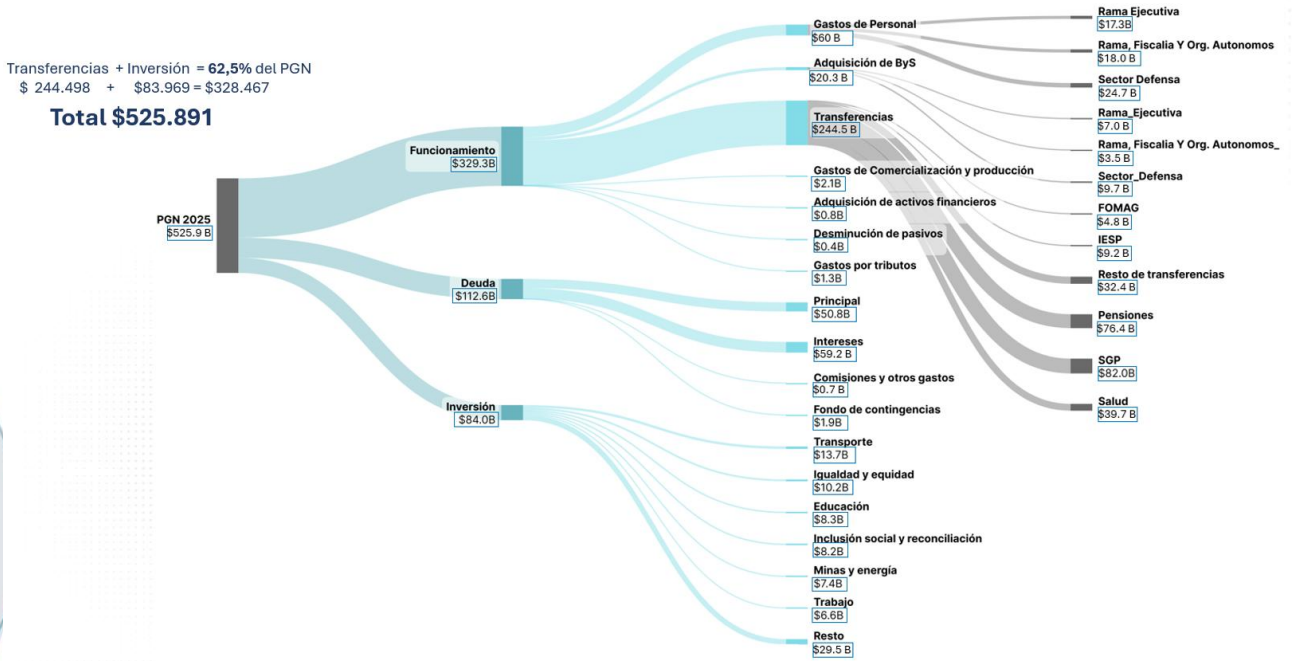 Transferencias + Inversión = 62,5% del PGN
$ 244.498 + $83.969 = $328.467
Total $525.891
PGN 2025
$525.9 B
Funcionamiento
$329.3B
Deuda
$112.6B
Inversión
$84.0B
Gastos de Personal
$60 B
Adquisición de ByS
$20.3 B
Transferencias
$244.5 B
Gastos de Comercialización y producción
$2.1B
Adquisición de activos financieros
$0.8B
Desminución de pasivos
$0.4B
Gastos por tributos
$1.3B
Principal
$50.8B
Intereses
$59.2 B
Comisiones y otros gastos
$0.7 B
Fondo de contingencias
$1.9B
Transporte
$13.7B
Igualdad y equidad
$10.2B
Educación
$8.3B
Inclusión social y reconciliación
$8.2B
Minas y energía
$7.4B
Trabajo
$6.6B
Resto
$29.5 B
Rama Ejecutiva
$17.3B
Rama, Fiscalia Y Org. Autonomos
$18.0 B
Sector Defensa
$24.7 B
Rama_Ejecutiva
$7.0 B
Rama, Fiscalia Y Org. Autonomos_
$3.5 B
Sector_Defensa
$9.7 B
FOMAG
$4.8 B
IESP
$9.2 B
Resto de transferencias
$32.4 B
Pensiones
$76.4 B
SGP
$82.0B
Salud
$39.7 B